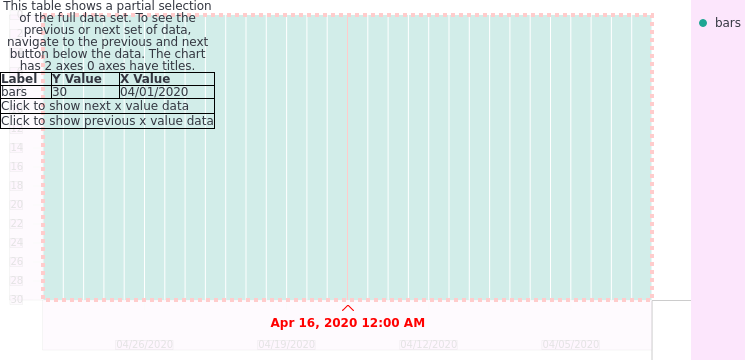 This table shows a partial selection
of the full data set. To see the
previous or next set of data,
navigate to the previous and next
button below the data. The chart
has 2 axes 0 axes have titles.
Label Y Value X Value
bars 30 04/01/2020
Click to show next x value data
Click to show previous x value data
bars
14
16
18
20
22
24
26
28
30
Apr 16, 2020 12:00 AM
04/26/2020 04/19/2020 04/12/2020 04/05/2020